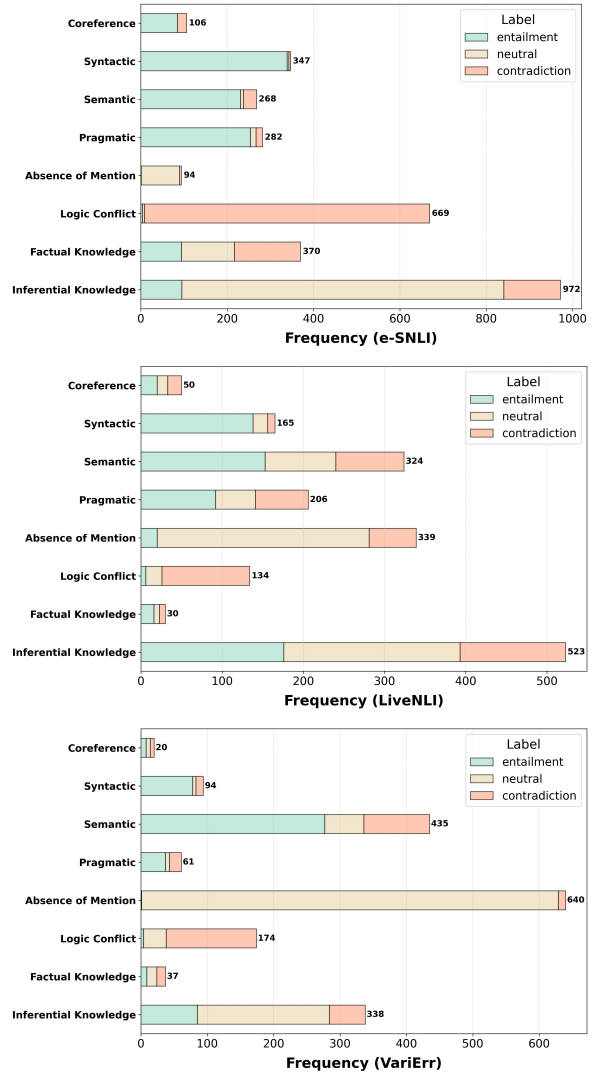 Label
entailment
neutral
contradiction
Coreference 106
Syntactic 347
Semantic 268
Pragmatic 282
Absence of Mention 94
Logic Conflict 669
Factual Knowledge 370
Inferential Knowledge 972
0 200 400 600 800 1000
Frequency (e-SNLI)
Label
entailment
neutral
contradiction
Coreference 50
Syntactic 165
Semantic 324
Pragmatic 206
Absence of Mention 339
Logic Conflict 134
Factual Knowledge 30
Inferential Knowledge 523
0 100 200 300 400 500
Frequency (LiveNLI)
Label
entailment
neutral
contradiction
Coreference 20
Syntactic 94
Semantic 435
Pragmatic 61
Absence of Mention 640
Logic Conflict 174
Factual Knowledge 37
Inferential Knowledge 338
0 100 200 300 400 500 600
Frequency (VariErr)